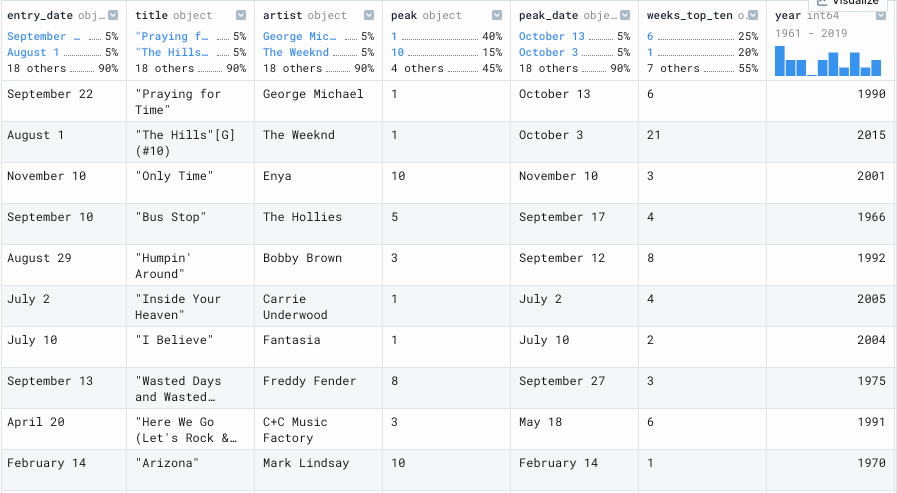 Visualize
entry_date obj… title object artist object peak object peak_date obje… weeks_top_ten o. year int64
September … 5% "Praying f… 5% George Mic… 5% 1 40% October 13 5% 6 25% 1961 - 2019
August 1 5% "The Hills… 5% The Weeknd 5% 10 15% October 3 5% 1 20%
18 others 90% 18 others 90% 18 others 90% 4 others 45% 18 others 90% 7 others 55%
September 22 "Praying for George Michael 1 October 13 6 1990
Time"
August 1 "The Hills"[G] The Weeknd 1 October 3 21 2015
(#10)
November 10 "Only Time" Enya 10 November 10 3 2001
September 10 "Bus Stop" The Hollies 5 September 17 4 1966
August 29 "Humpin' Bobby Brown 3 September 12 8 1992
Around"
July 2 "Inside Your Carrie 1 July 2 4 2005
Heaven" Underwood
July 10 "I Believe" Fantasia 1 July 10 2 2004
September 13 "Wasted Days Freddy Fender 8 September 27 3 1975
and Wasted…
April 20 "Here We Go C+C Music 3 May 18 6 1991
(Let's Rock &… Factory
February 14 "Arizona" Mark Lindsay 10 February 14 1 1970